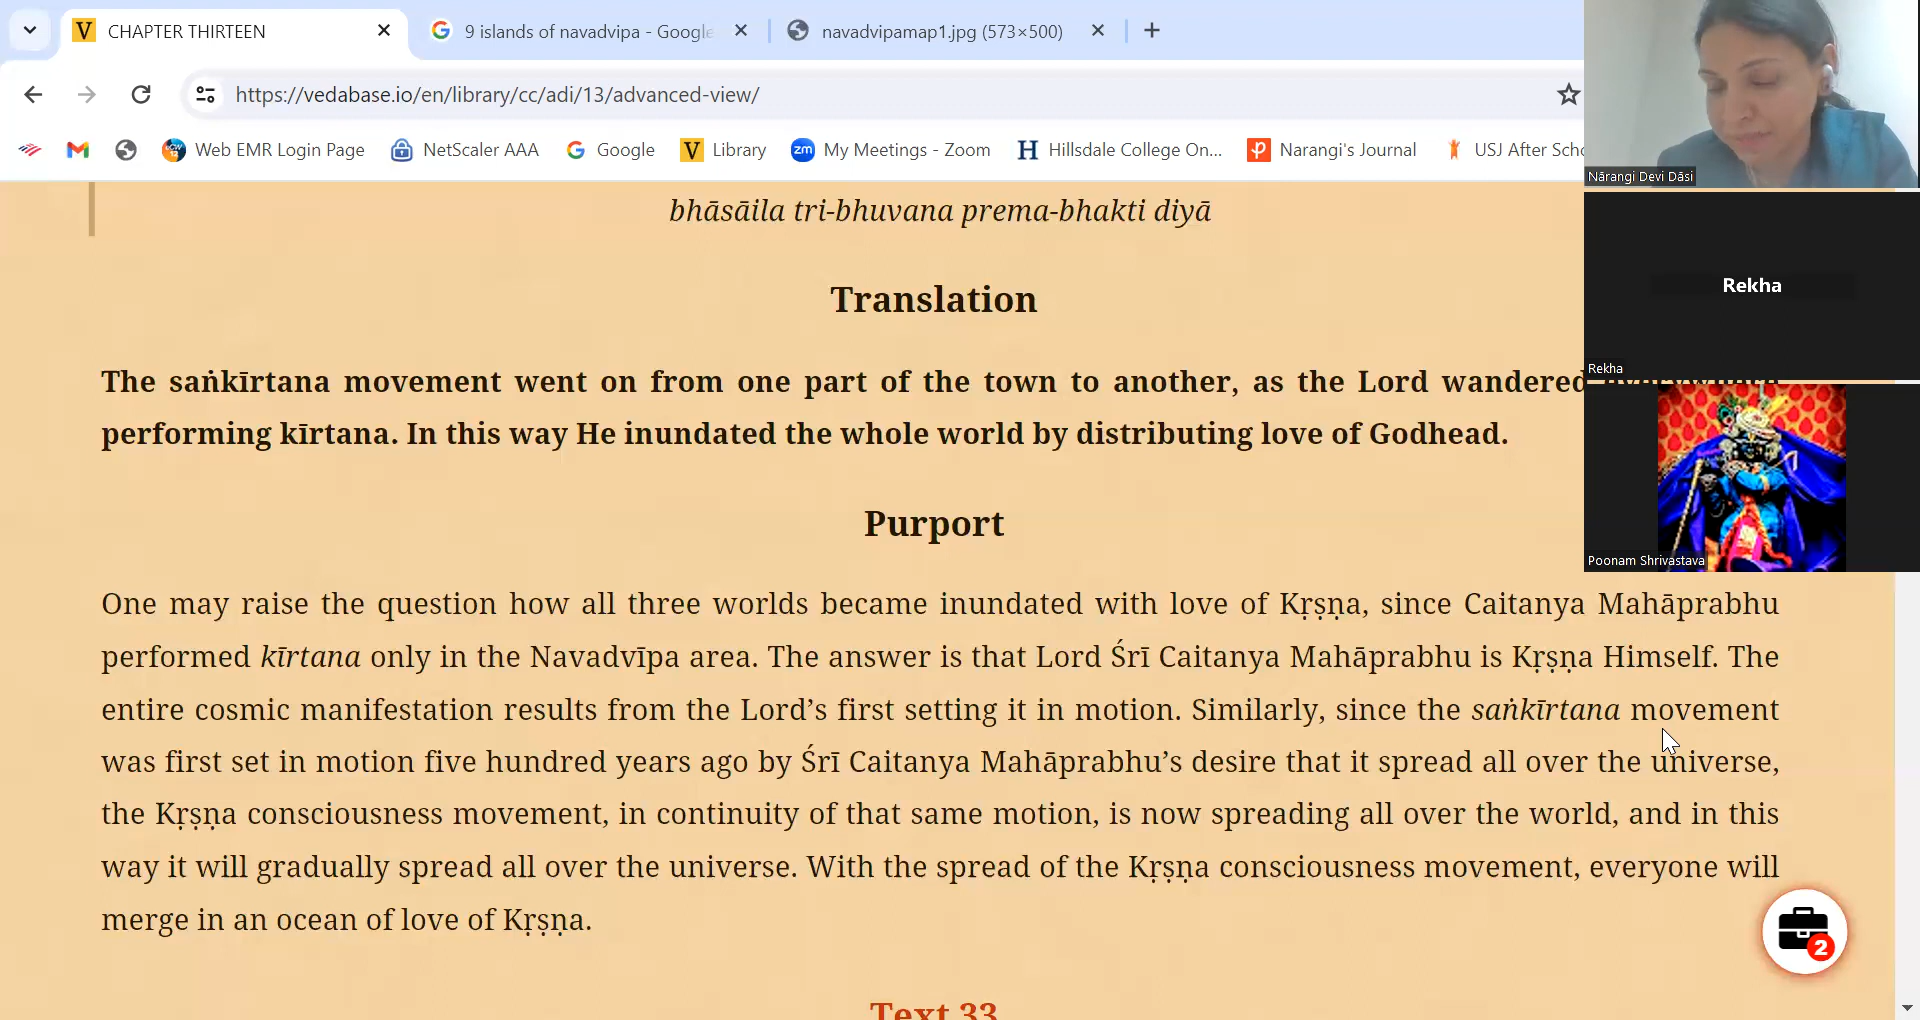 CHAPTER THIRTEEN
9 islands of navadvipa - Google
navadvipamap1.jpg (573×500)
https://vedabase.io/en/library/cc/adi/13/advanced-view/
Web EMR Login Page
NetScaler AAA
Google
Library
My Meetings - Zoom
Hillsdale College On...
Narangi's Journal
USJ After Scho
Nārangi Devi Dāsi
bhāsāila tri-bhuvana prema-bhakti diyā
Translation
Rekha
The saṅkīrtana movement went on from one part of the town to another, as the Lord wandered
Rekha
performing kīrtana. In this way He inundated the whole world by distributing love of Godhead.
Purport
Poonam Shrivastava
One may raise the question how all three worlds became inundated with love of Kṛṣṇa, since Caitanya Mahāprabhu
performed kīrtana only in the Navadvīpa area. The answer is that Lord Śrī Caitanya Mahāprabhu is Kṛṣṇa Himself. The
entire cosmic manifestation results from the Lord’s first setting it in motion. Similarly, since the saṅkīrtana movement
was first set in motion five hundred years ago by Śrī Caitanya Mahāprabhu’s desire that it spread all over the universe,
the Kṛṣṇa consciousness movement, in continuity of that same motion, is now spreading all over the world, and in this
way it will gradually spread all over the universe. With the spread of the Kṛṣṇa consciousness movement, everyone will
merge in an ocean of love of Kṛṣṇa.
2
Text 33